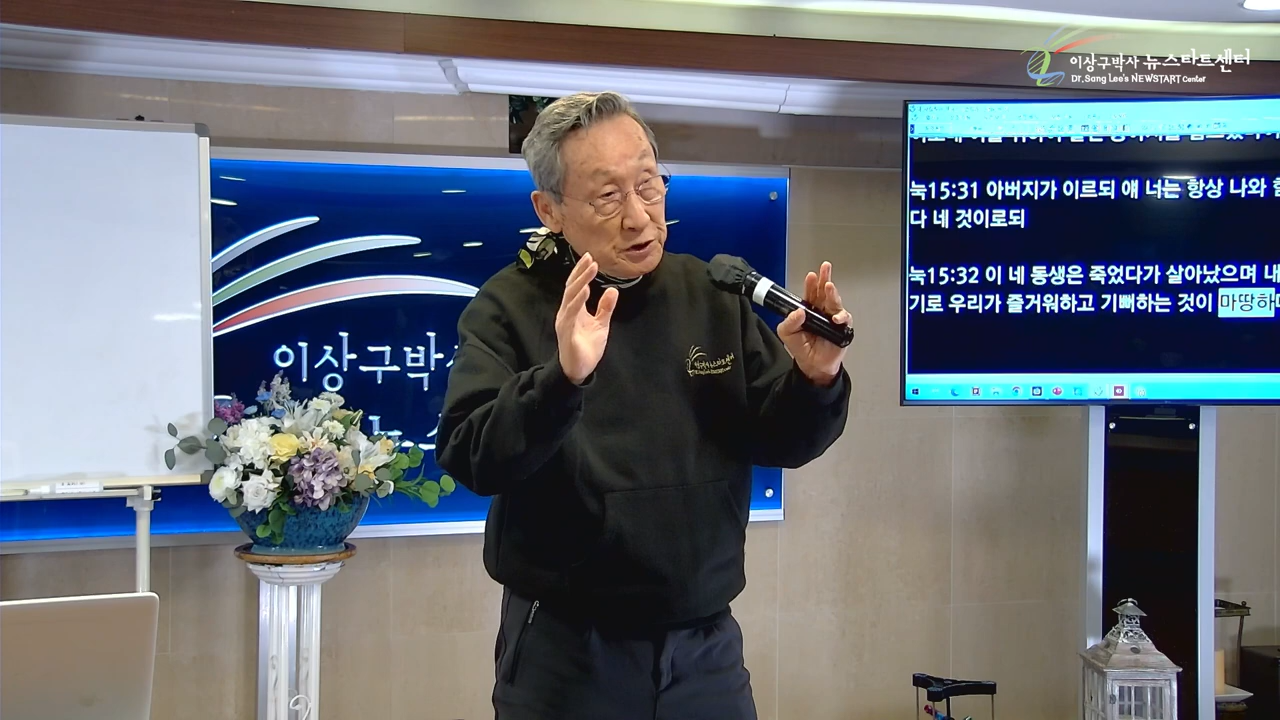 이상구박사 뉴스타트센터
Dr. Sang Lee's NEWSTART Center
눅15:31 아버지가 이르되 얘 너는 항상 나와
다 네 것이로되
눅15:32 이 네 동생은 죽었다가 살아났으며 내
기로 우리가 즐거워하고 기뻐하는 것이 마땅하
이상구박
뉴스